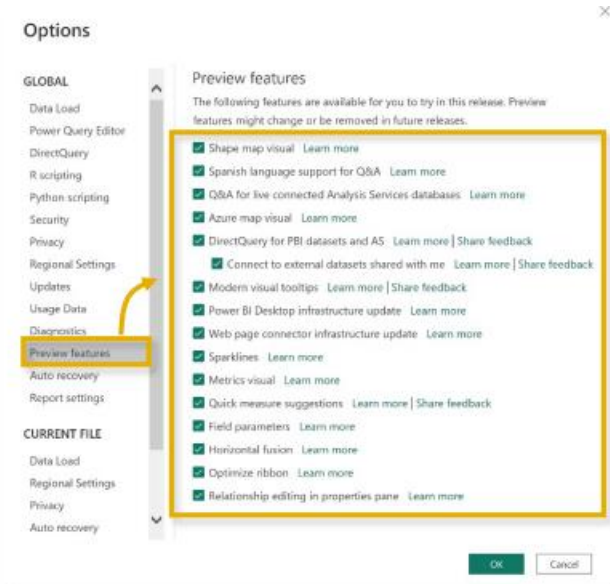 Options
GLOBAL
Data Load
Power Query Editor
DirectQuery
R scripting
Python scripting
Security
Privacy
Regional Settings
Updates
Usage Data
Diagnostics
Preview features
Auto recovery
Report settings
CURRENT FILE
Data Load
Regional Settings
Privacy
Auto recovery
Preview features
The following features are available for you to try in this release. Preview
features might change or be removed in future releases.
Shape map visual Learn more
Spanish language support for Q&A Learn more
Q&A for live connected Analysis Services databases Learn more
Azure map visual Learn more
DirectQuery for PBI datasets and AS Learn more | Share feedback
Connect to external datasets shared with me Learn more | Share feedback
Modern visual tooltips Learn more | Share feedback
Power BI Desktop infrastructure update Learn more
Web page connector infrastructure update Learn more
Sparklines Learn more
Metrics visual Learn more
Quick measure suggestions Learn more | Share feedback
Field parameters Learn more
Horizontal fusion Learn more
Optimize ribbon Learn more
Relationship editing in properties pane Learn more
OK
Cancel